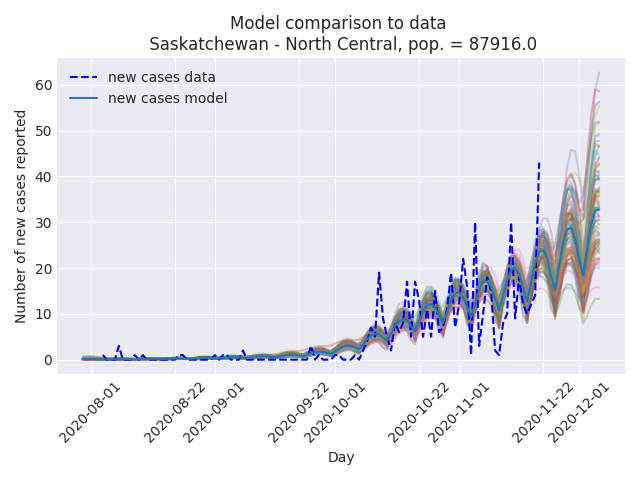 Model comparison to data
Saskatchewan - North Central, pop. = 87916.0
new cases data
new cases model
Number of new cases reported
60
50
40
30
20
10
0
2020-08-01
2020-08-22
2020-09-01
2020-09-22
2020-10-01
2020-10-22
2020-11-01
2020-11-22
2020-12-01
Day